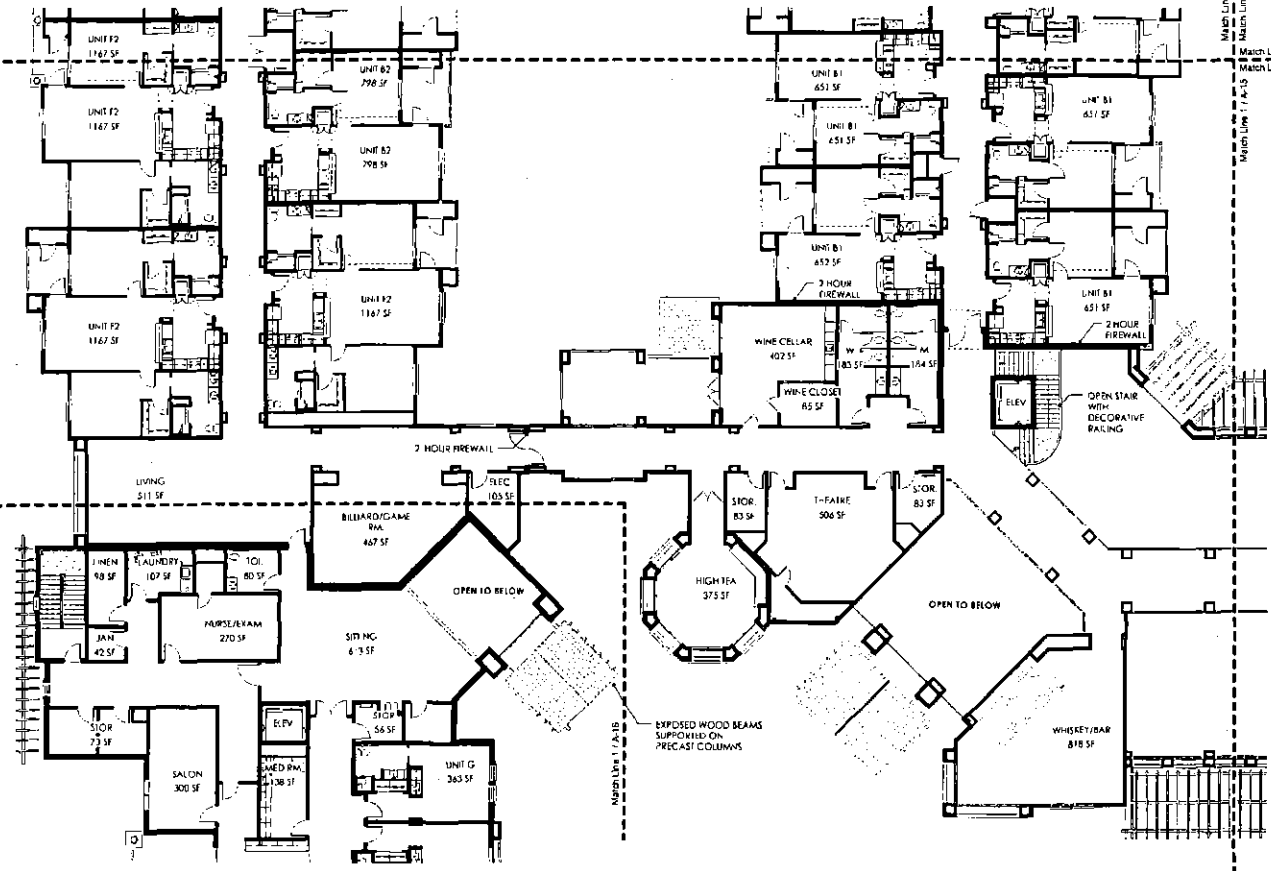 UNIT F2
1167 SF
UNIT B2
798 SF
UNIT B1
651 SF
Match Line
Match Line 1 / A-15
UNIT F2
1167 SF
UNIT B2
798 SF
UNIT B1
651 SF
UNIT B1
651 SF
UNIT B1
652 SF
2 HOUR
FIREWALL
UNIT F2
1167 SF
UNIT F2
1167 SF
UNIT B1
651 SF
2 HOUR
FIREWALL
WINE CELLAR
402 SF
W
185 SF
M
184 SF
WINE CLOSET
85 SF
ELEV
OPEN STAIR
WITH
DECORATIVE
RAILING
2 HOUR FIREWALL
LIVING
511 SF
ELEC
105 SF
BILLIARD/GAME
RM.
467 SF
STOR
83 SF
THEATRE
506 SF
STOR.
83 SF
LINEN
98 SF
LAUNDRY
107 SF
TOI.
80 SF
HIGH TEA
375 SF
OPEN TO BELOW
OPEN TO BELOW
NURSE/EXAM
270 SF
JAN
42 SF
SITTING
613 SF
ELEV
STOR
56 SF
STOR
73 SF
EXPOSED WOOD BEAMS
SUPPORTED ON
PRECAST COLUMNS
WHISKEY/BAR
818 SF
SALON
300 SF
MED RM.
138 SF
UNIT G
363 SF